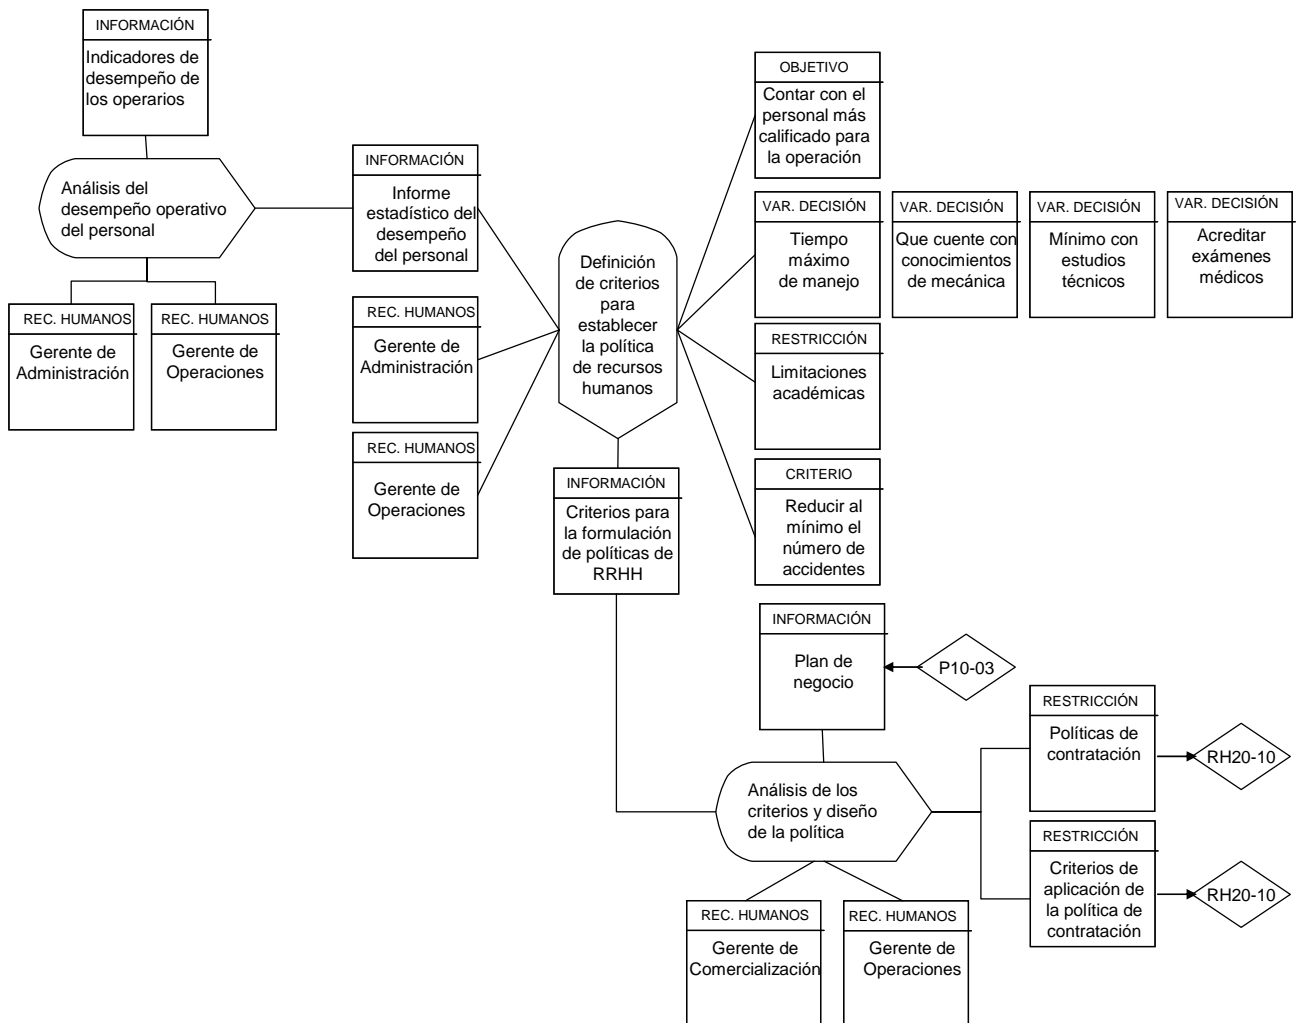 INFORMACIÓN
Indicadores de
desempeño de
los operarios
Análisis del
desempeño operativo
del personal
REC. HUMANOS
Gerente de
Administración
REC. HUMANOS
Gerente de
Operaciones
INFORMACIÓN
Informe
estadístico del
desempeño
del personal
REC. HUMANOS
Gerente de
Administración
REC. HUMANOS
Gerente de
Operaciones
Definición
de criterios
para
establecer
la política
de recursos
humanos
OBJETIVO
Contar con el
personal más
calificado para
la operación
VAR. DECISIÓN
Tiempo
máximo
de manejo
VAR. DECISIÓN
Que cuente con
conocimientos
de mecánica
VAR. DECISIÓN
Mínimo con
estudios
técnicos
VAR. DECISIÓN
Acreditar
exámenes
médicos
RESTRICCIÓN
Limitaciones
académicas
CRITERIO
Reducir al
mínimo el
número de
accidentes
INFORMACIÓN
Criterios para
la formulación
de políticas de
RRHH
INFORMACIÓN
Plan de
negocio
P10-03
Análisis de los
criterios y diseño
de la política
REC. HUMANOS
Gerente de
Comercialización
REC. HUMANOS
Gerente de
Operaciones
RESTRICCIÓN
Políticas de
contratación
RH20-10
RESTRICCIÓN
Criterios de
aplicación de
la política de
contratación
RH20-10